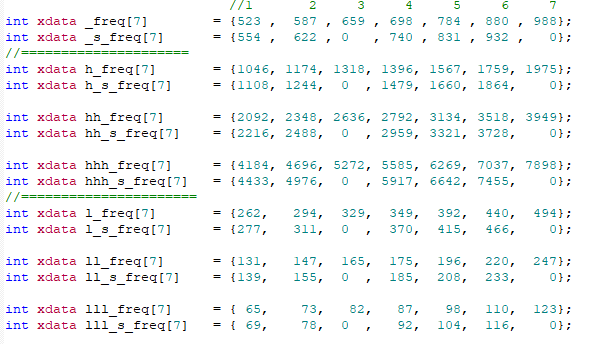 //1 2 3 4 5 6 7
int xdata _freq[7] = {523 , 587 , 659 , 698 , 784 , 880 , 988};
int xdata _s_freq[7] = {554 , 622 , 0 , 740 , 831 , 932 , 0};
//=====================
int xdata h_freq[7] = {1046, 1174, 1318, 1396, 1567, 1759, 1975};
int xdata h_s_freq[7] = {1108, 1244, 0 , 1479, 1660, 1864, 0};
int xdata hh_freq[7] = {2092, 2348, 2636, 2792, 3134, 3518, 3949};
int xdata hh_s_freq[7] = {2216, 2488, 0 , 2959, 3321, 3728, 0};
int xdata hhh_freq[7] = {4184, 4696, 5272, 5585, 6269, 7037, 7898};
int xdata hhh_s_freq[7] = {4433, 4976, 0 , 5917, 6642, 7455, 0};
//======================
int xdata l_freq[7] = {262, 294, 329, 349, 392, 440, 494};
int xdata l_s_freq[7] = {277, 311, 0 , 370, 415, 466, 0};
int xdata ll_freq[7] = {131, 147, 165, 175, 196, 220, 247};
int xdata ll_s_freq[7] = {139, 155, 0 , 185, 208, 233, 0};
int xdata lll_freq[7] = { 65, 73, 82, 87, 98, 110, 123};
int xdata lll_s_freq[7] = { 69, 78, 0 , 92, 104, 116, 0};